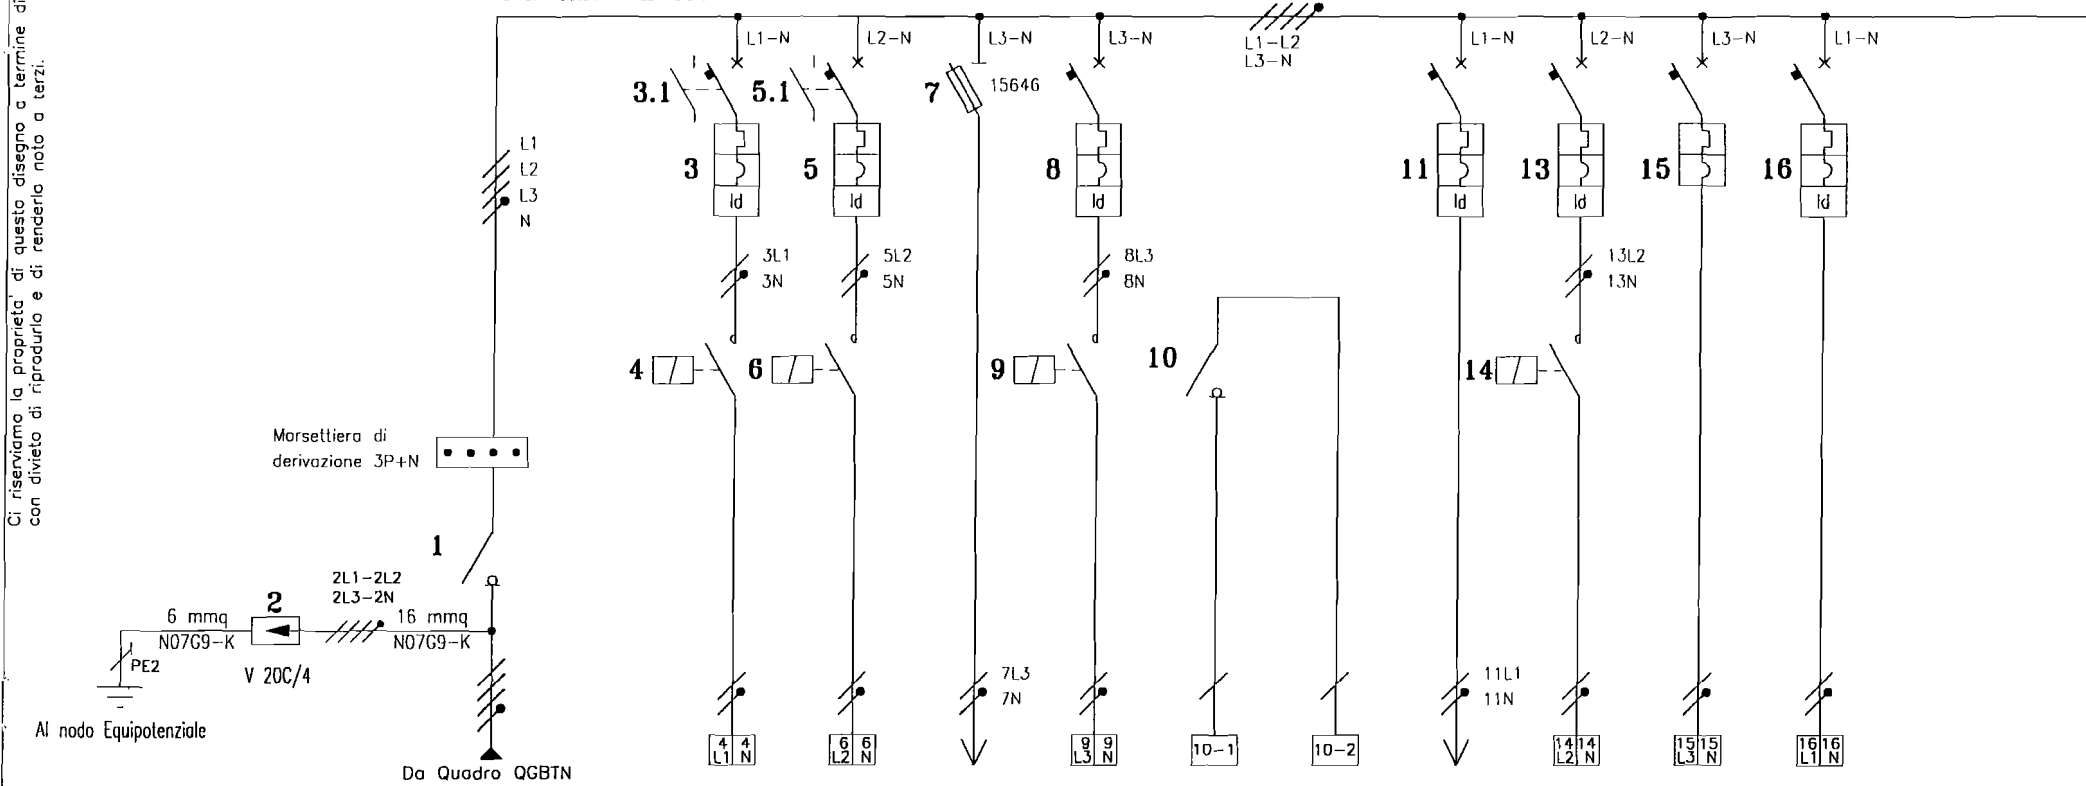 Ci riserviamo la proprieta' di questo disegno a termine di
con divieto di riprodurlo e di renderlo noto a terzi.
L1-N
L2-N
L3-N
L3-N
L1-L2
L3-N
L1-N
L2-N
L3-N
L1-N
3.1
5.1
7
15646
L1
L2
L3
N
3
5
8
11
13
15
16
Id
Id
Id
Id
Id
Id
3L1
3N
5L2
5N
8L3
8N
13L2
13N
4
6
9
10
14
Morsettiera di
derivazione 3P+N
1
2L1-2L2
2L3-2N
6 mmq
2
16 mmq
N07G9-K
N07G9-K
PE2
V 20C/4
Al nodo Equipotenziale
Da Quadro QGBTN
7L3
7N
11L1
11N
4 4
L1 N
6 6
L2 N
9 9
L3 N
10-1
10-2
14 14
L2 N
15 15
L3 N
16 16
L1 N